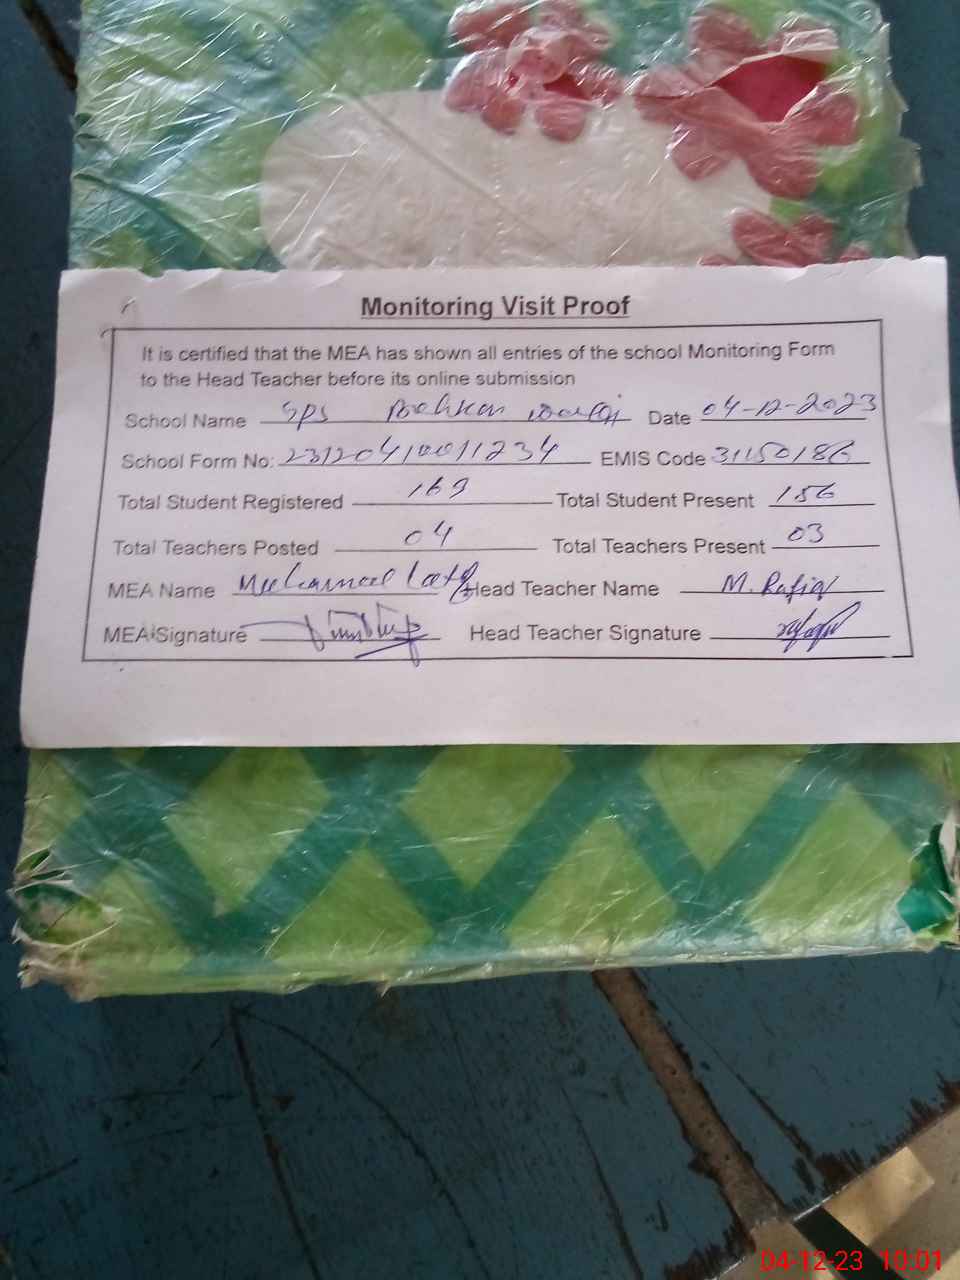 Monitoring Visit Proof
It is certified that the MEA has shown all entries of the school Monitoring Form
to the Head Teacher before its online submission
School Name GPS Date 04-12-2023
School Form No: 23120410011234 EMIS Code 31150186
Total Student Registered 169 Total Student Present 156
Total Teachers Posted 04 Total Teachers Present 03
MEA Name Muhammad Head Teacher Name M. Rafiq
MEA Signature Head Teacher Signature
04-12-23 10:01